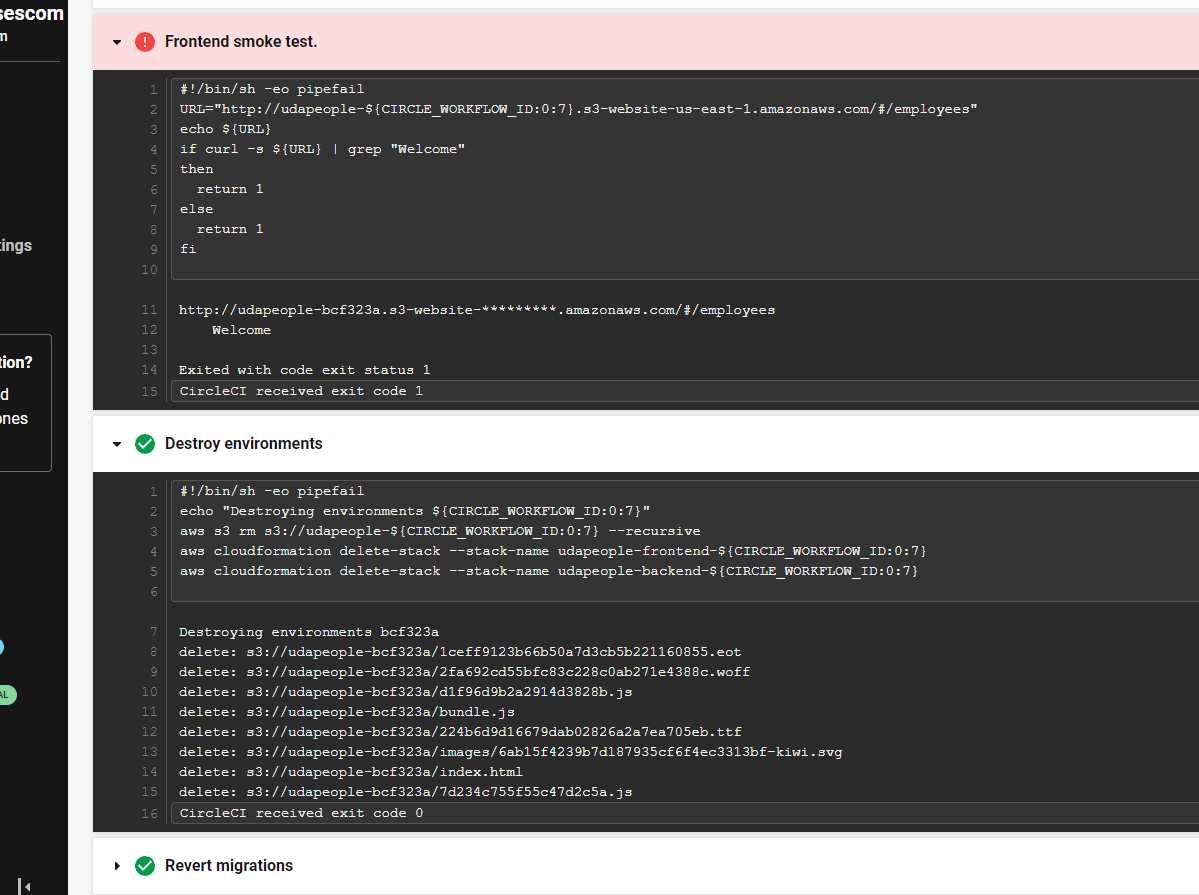 sescom
m
ings
tion?
d
ones
AL
Frontend smoke test.
1 #!/bin/sh -eo pipefail
2 URL="http://udapeople-${CIRCLE_WORKFLOW_ID:0:7}.s3-website-us-east-1.amazonaws.com/#/employees"
3 echo ${URL}
4 if curl -s ${URL} | grep "Welcome"
5 then
6 return 1
7 else
8 return 1
9 fi
10
11 http://udapeople-bcf323a.s3-website-*********.amazonaws.com/#/employees
12 Welcome
13
14 Exited with code exit status 1
15 CircleCI received exit code 1
Destroy environments
1 #!/bin/sh -eo pipefail
2 echo "Destroying environments ${CIRCLE_WORKFLOW_ID:0:7}"
3 aws s3 rm s3://udapeople-${CIRCLE_WORKFLOW_ID:0:7} --recursive
4 aws cloudformation delete-stack --stack-name udapeople-frontend-${CIRCLE_WORKFLOW_ID:0:7}
5 aws cloudformation delete-stack --stack-name udapeople-backend-${CIRCLE_WORKFLOW_ID:0:7}
6
7 Destroying environments bcf323a
8 delete: s3://udapeople-bcf323a/1ceff9123b66b50a7d3cb5b221160855.eot
9 delete: s3://udapeople-bcf323a/2fa692cd55bfc83c228c0ab271e4388c.woff
10 delete: s3://udapeople-bcf323a/d1f96d9b2a2914d3828b.js
11 delete: s3://udapeople-bcf323a/bundle.js
12 delete: s3://udapeople-bcf323a/224b6d9d16679dab02826a2a7ea705eb.ttf
13 delete: s3://udapeople-bcf323a/images/6ab15f4239b7d187935cf6f4ec3313bf-kiwi.svg
14 delete: s3://udapeople-bcf323a/index.html
15 delete: s3://udapeople-bcf323a/7d234c755f55c47d2c5a.js
16 CircleCI received exit code 0
Revert migrations